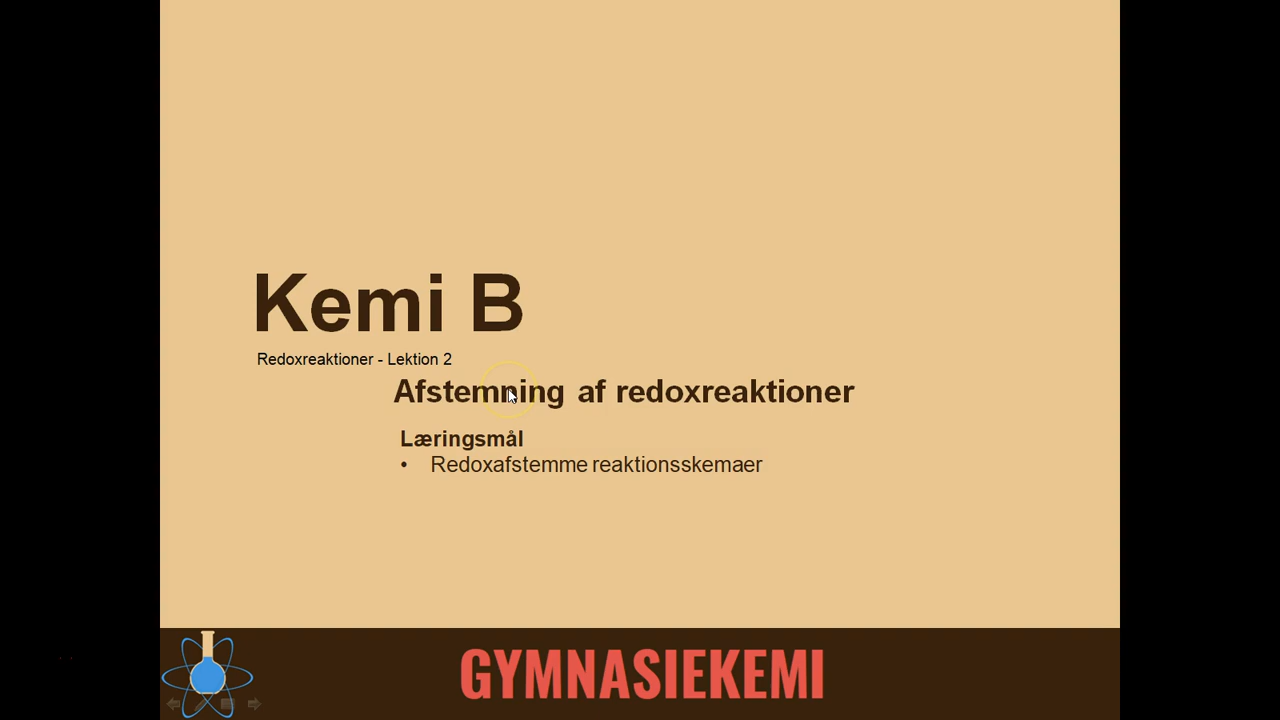 Kemi B
Redoxreaktioner - Lektion 2
Afstemning af redoxreaktioner
Læringsmål
• Redoxafstemme reaktionsskemaer
GYMNASIEKEMI